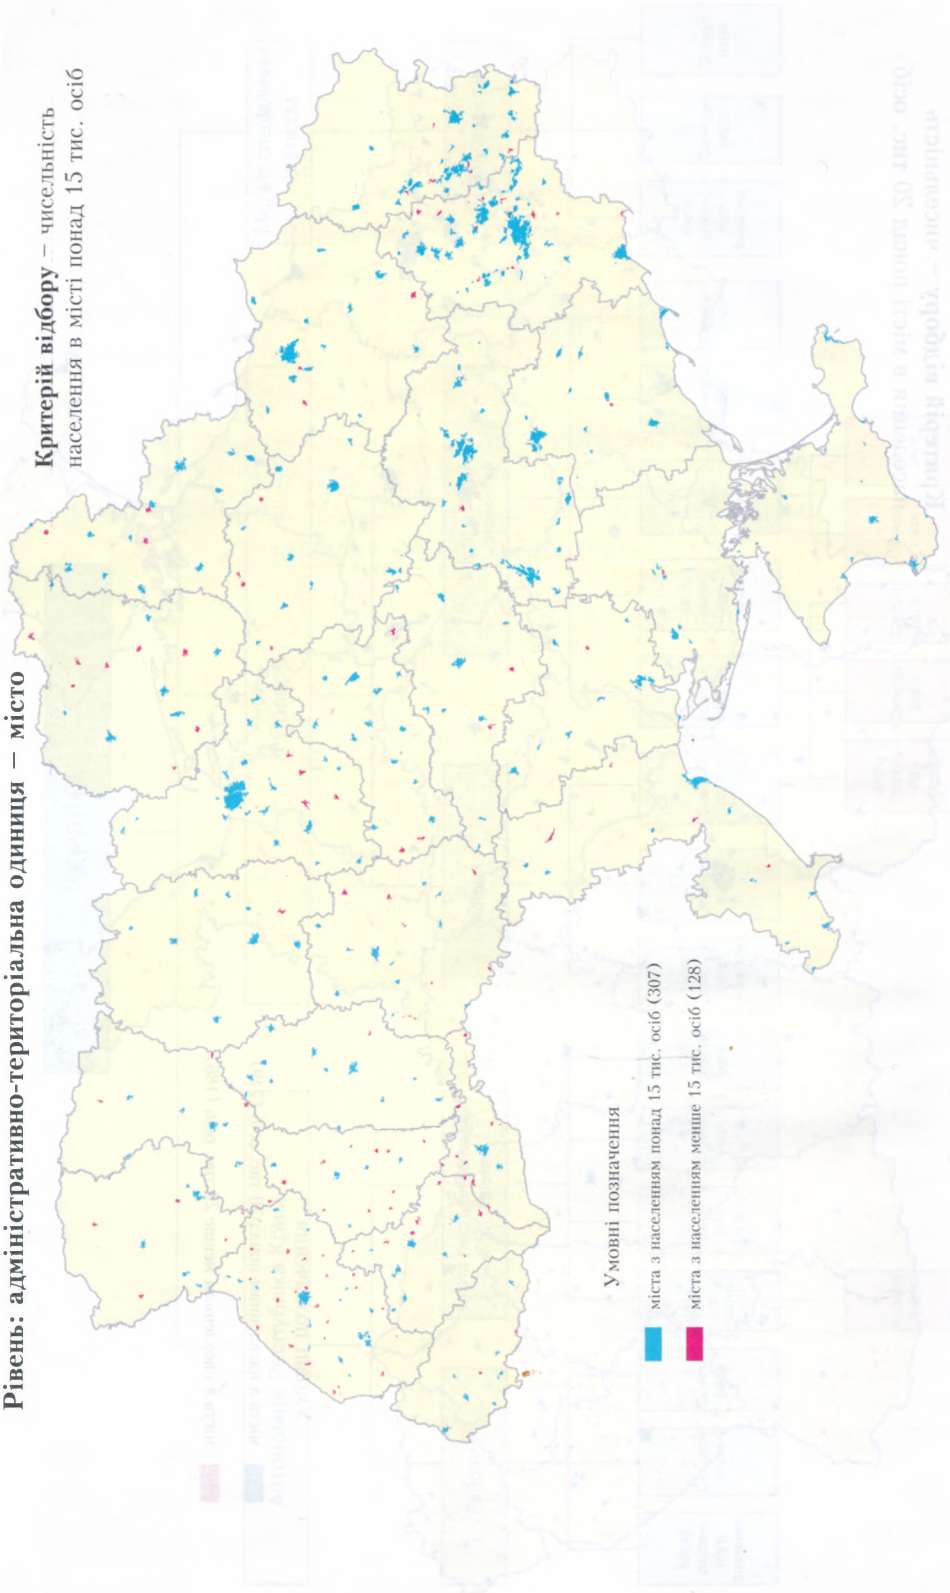 Рівень: адміністративно-територіальна одиниця – місто
Критерій відбору – чисельність
населення в місті понад 15 тис. осіб
Умовні позначення
міста з населенням понад 15 тис. осіб (307)
міста з населенням менше 15 тис. осіб (128)